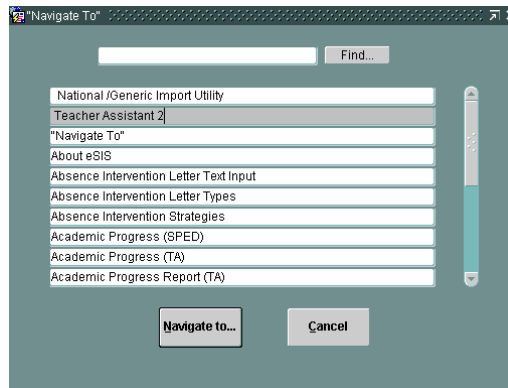 "Navigate To"
Find...
National /Generic Import Utility
Teacher Assistant 2
"Navigate To"
About eSIS
Absence Intervention Letter Text Input
Absence Intervention Letter Types
Absence Intervention Strategies
Academic Progress (SPED)
Academic Progress (TA)
Academic Progress Report (TA)
Navigate to...
Cancel